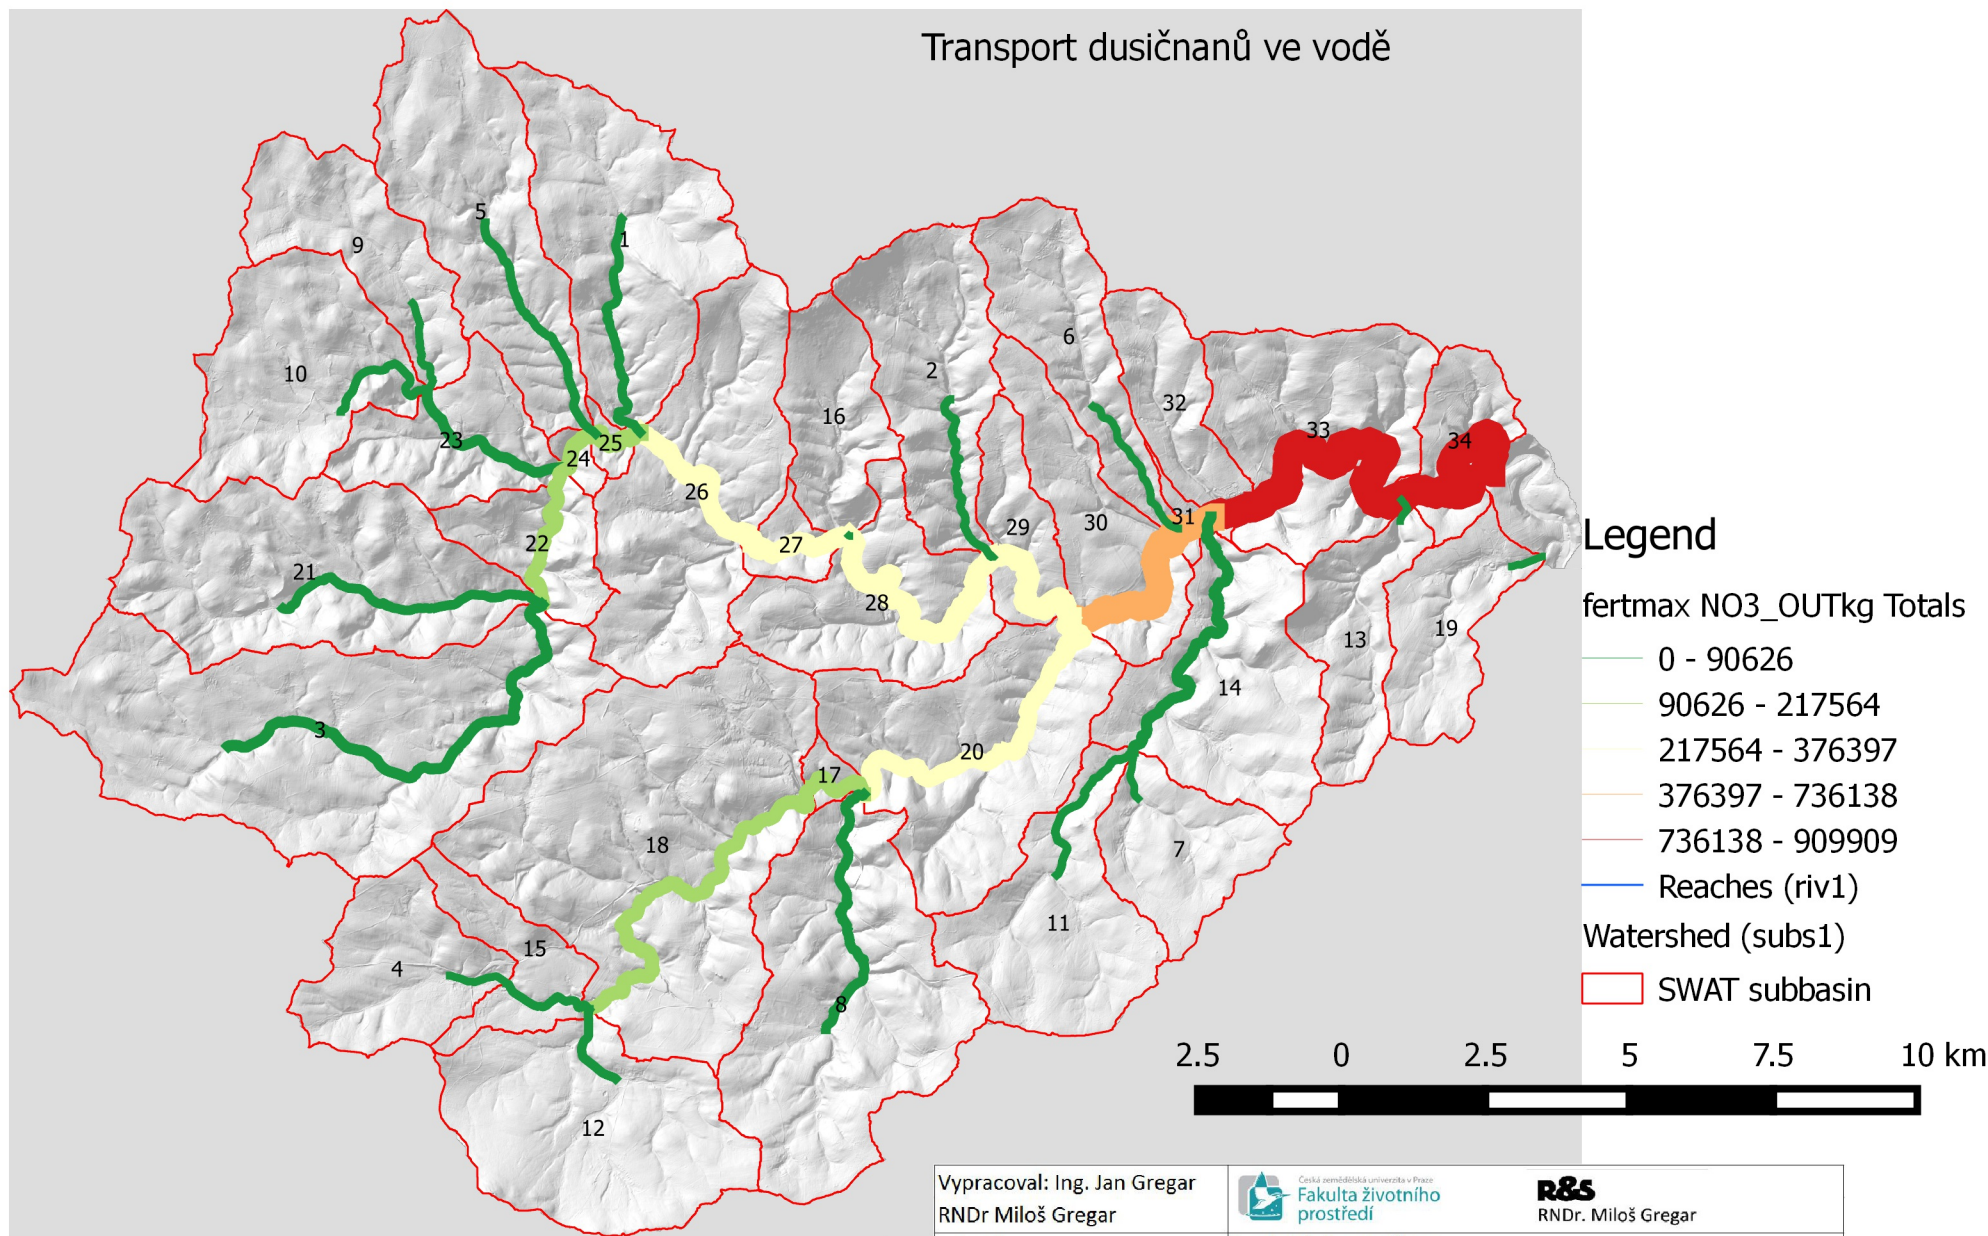 Transport dusičnanů ve vodě
5
1
9
6
2
10
32
16
33
34
23
25
24
26
31
29
30
22
27
21
28
19
13
14
3
20
17
18
7
11
15
4
8
12
Legend
fertmax NO3_OUTkg Totals
0 - 90626
90626 - 217564
217564 - 376397
376397 - 736138
736138 - 909909
Reaches (riv1)
Watershed (subs1)
SWAT subbasin
2.5 0 2.5 5 7.5 10 km
Vypracoval: Ing. Jan Gregar
RNDr Miloš Gregar
Česká zemědělská univerzita v Praze
Fakulta životního
prostředí
R&S
RNDr. Miloš Gregar